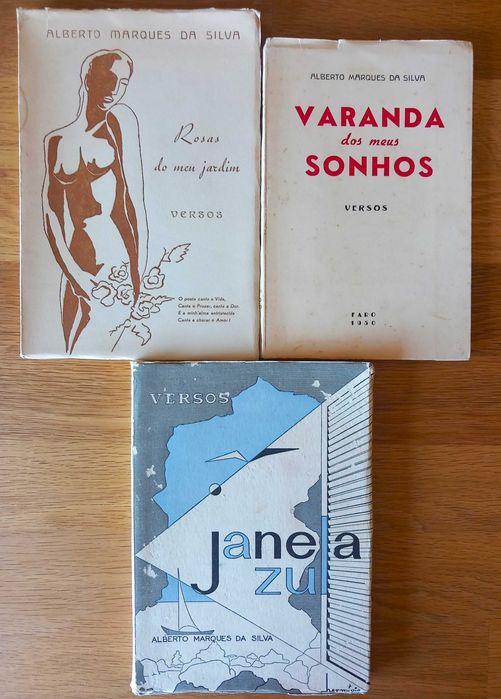 ALBERTO MARQUES DA SILVA
Rosas
do meu jardim
VERSOS
O poeta canta a Vida,
Canta o Prazer, canta a Dor.
E a minh'alma entristecida
Canta a chorar o Amor!
ALBERTO MARQUES DA SILVA
VARANDA
dos meus
SONHOS
VERSOS
FARO
1950
VERSOS
janela
azul
ALBERTO MARQUES DA SILVA